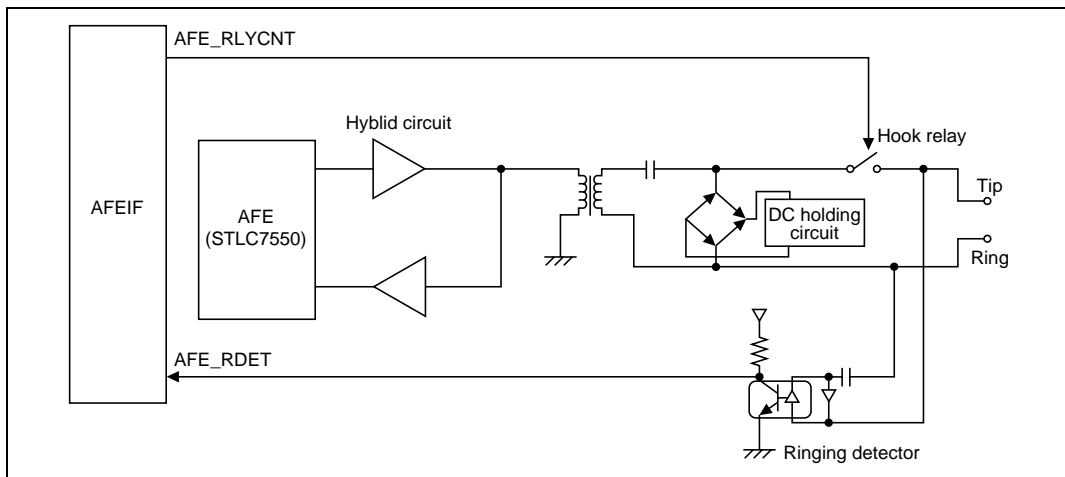 AFE_RLYCNT
Hyblid circuit
Hook relay
AFEIF
AFE
(STLC7550)
DC holding
circuit
Tip
Ring
AFE_RDET
Ringing detector